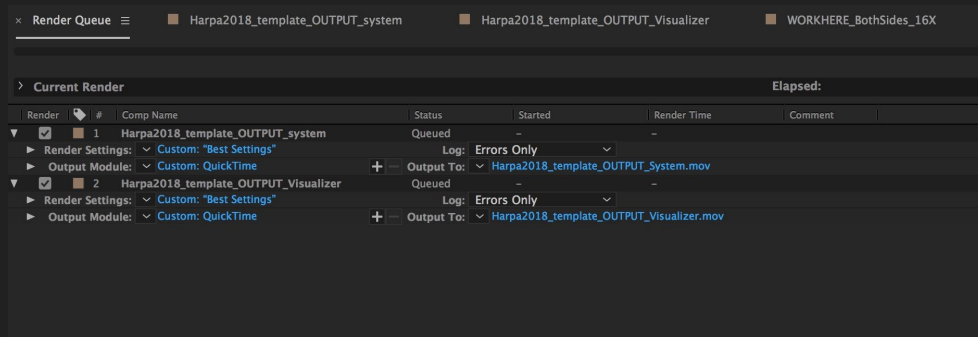 Render Queue Harpa2018_template_OUTPUT_system Harpa2018_template_OUTPUT_Visualizer WORKHERE_BothSides_16X
Current Render Elapsed:
Render # Comp Name Status Started Render Time Comment
1 Harpa2018_template_OUTPUT_system Queued – –
Render Settings: Custom: "Best Settings" Log: Errors Only
Output Module: Custom: QuickTime + – Output To: Harpa2018_template_OUTPUT_System.mov
2 Harpa2018_template_OUTPUT_Visualizer Queued – –
Render Settings: Custom: "Best Settings" Log: Errors Only
Output Module: Custom: QuickTime + – Output To: Harpa2018_template_OUTPUT_Visualizer.mov